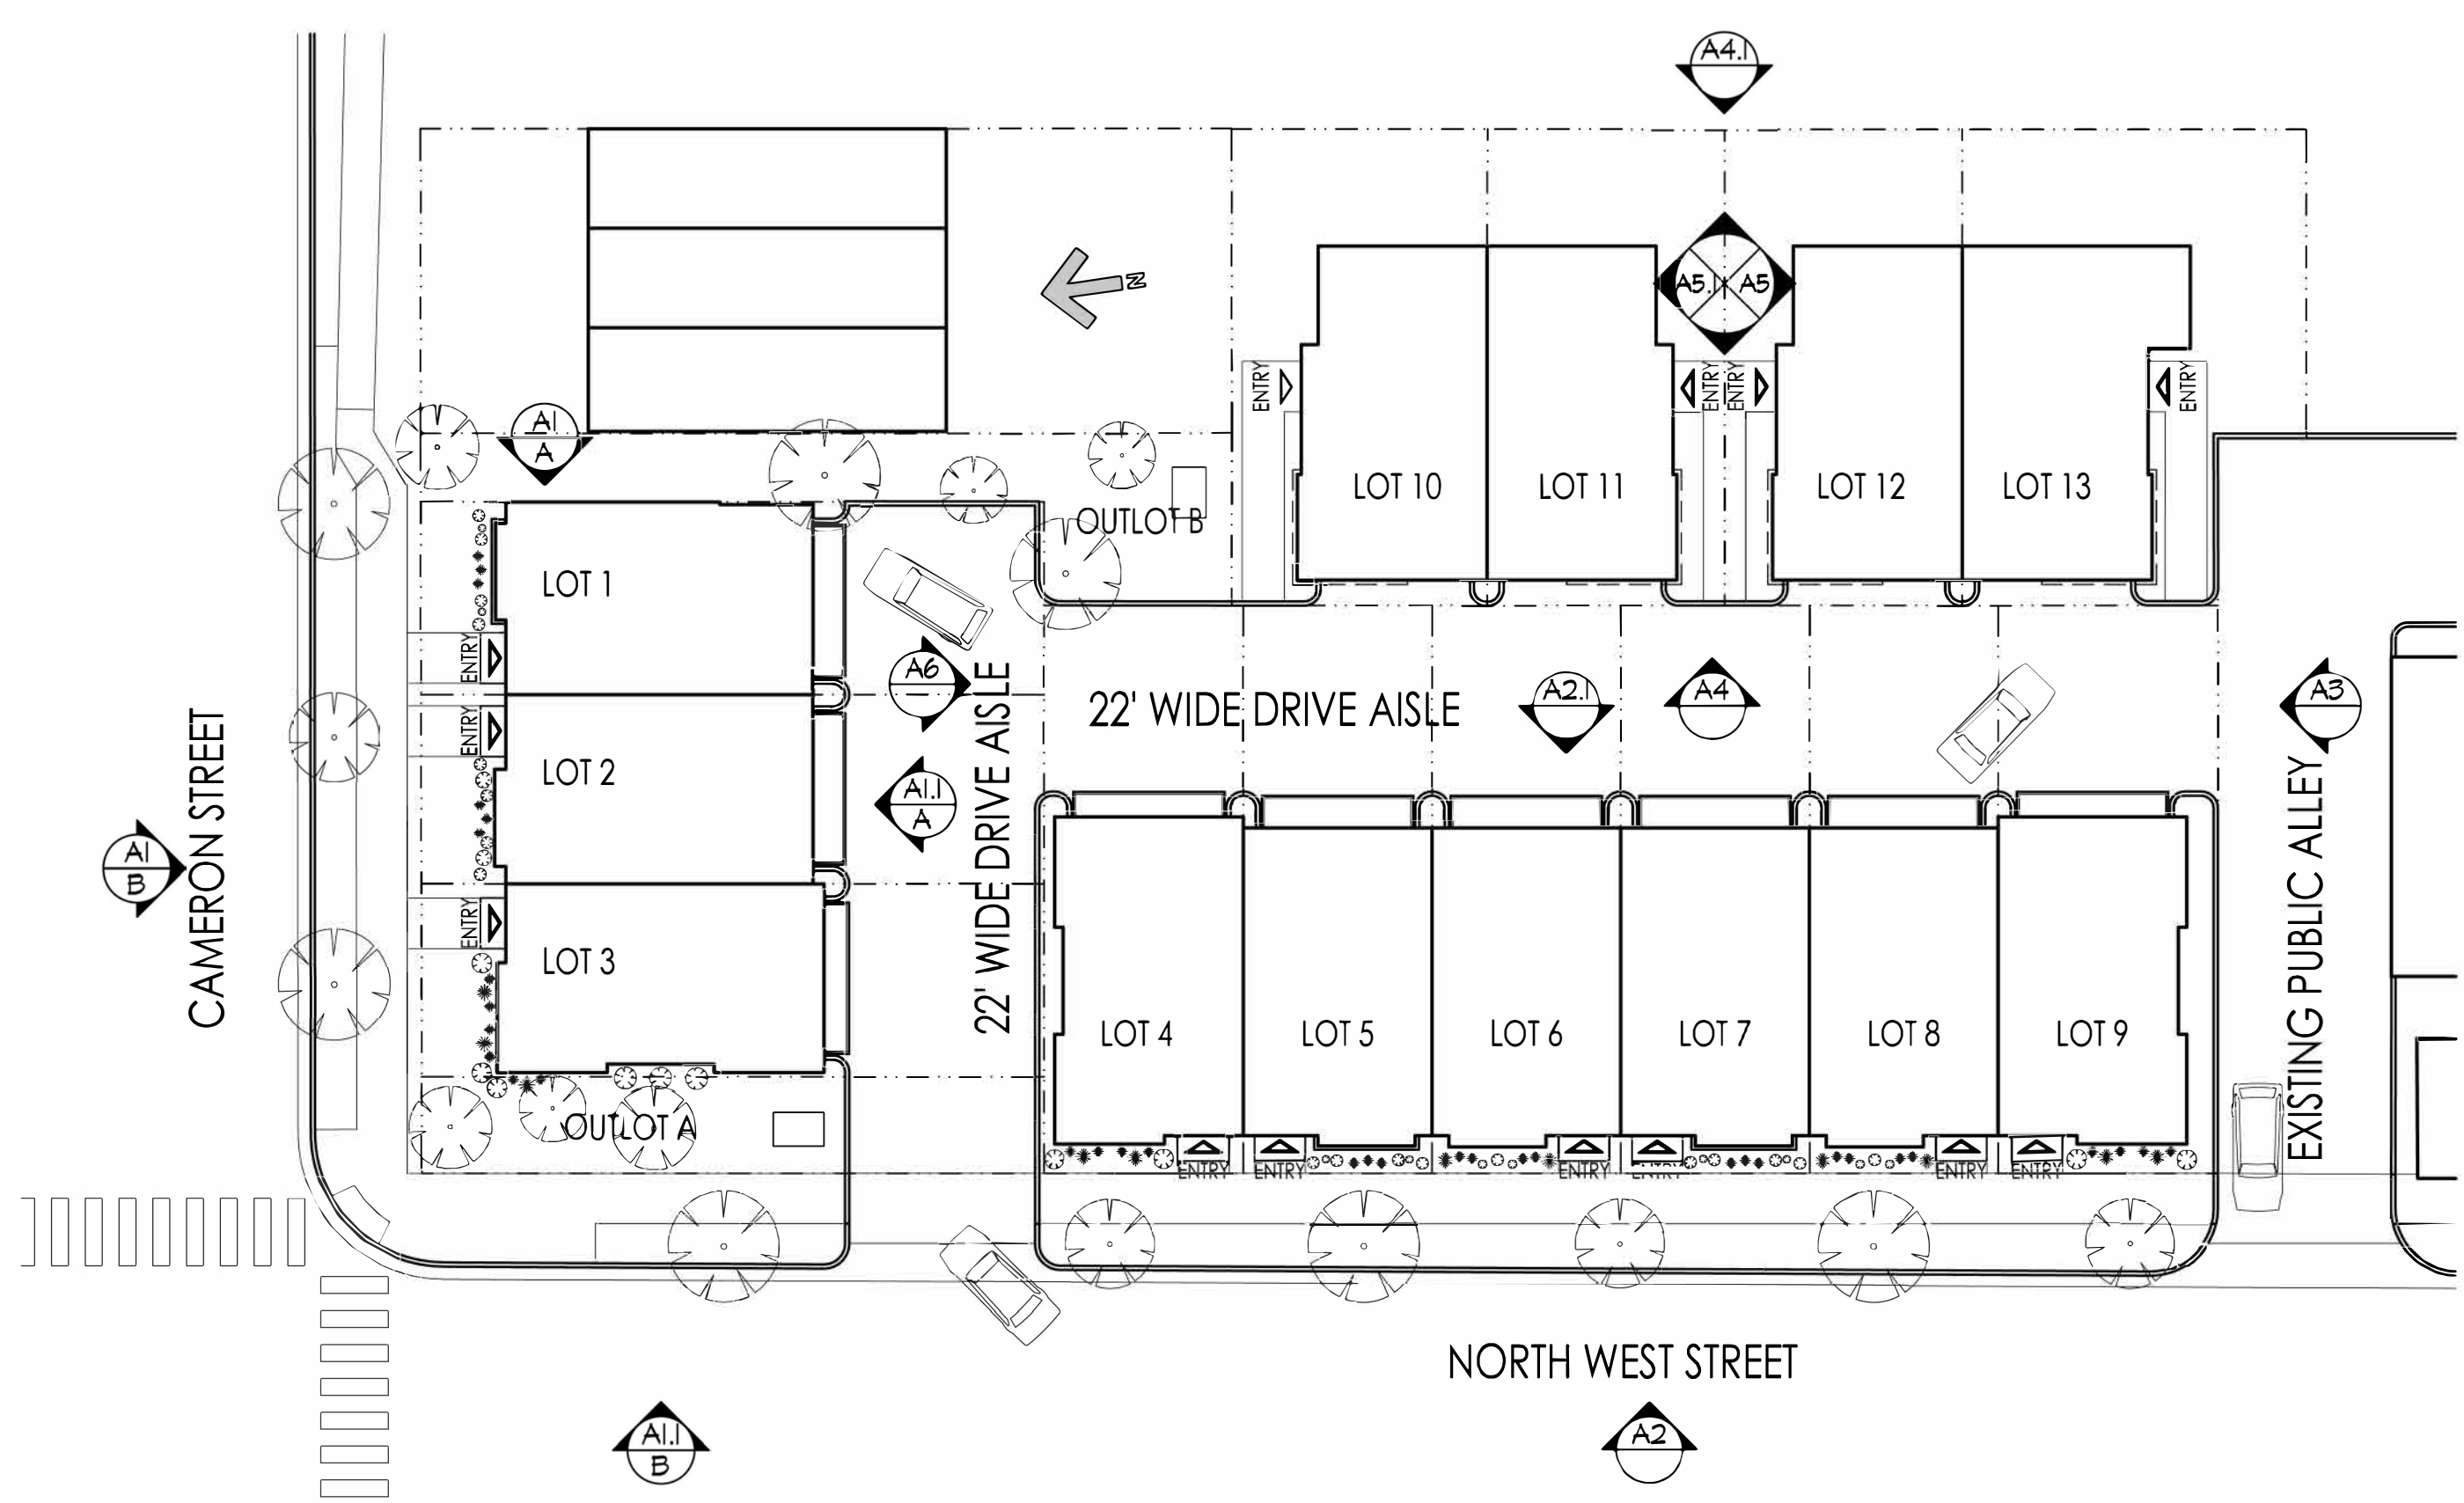 A4.1
N
A5.1
A5
ENTRY
ENTRY
ENTRY
ENTRY
A1
A
LOT 10
LOT 11
LOT 12
LOT 13
OUTLOT B
LOT 1
ENTRY
A6
ENTRY
22' WIDE DRIVE AISLE
A2.1
A4
A3
22' WIDE DRIVE AISLE
LOT 2
A1.1
A
CAMERON STREET
A1
B
EXISTING PUBLIC ALLEY
ENTRY
LOT 3
LOT 4
LOT 5
LOT 6
LOT 7
LOT 8
LOT 9
OUTLOT A
ENTRY
ENTRY
ENTRY
ENTRY
ENTRY
ENTRY
NORTH WEST STREET
A1.1
B
A2